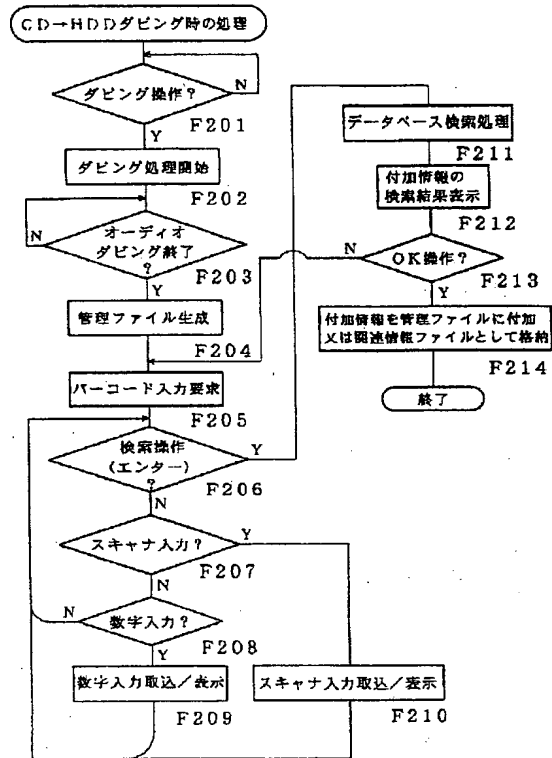 CD→HDDダビング時の処理
N
ダビング操作?
F201
Y
ダビング処理開始
F202
N
オーディオ
ダビング終了
?
F203
Y
管理ファイル生成
F204
バーコード入力要求
F205
検索操作
(エンター)
?
Y
F206
N
スキャナ入力?
Y
F207
N
N
数字入力?
F208
Y
数字入力取込/表示
F209
スキャナ入力取込/表示
F210
データベース検索処理
F211
付加情報の
検索結果表示
F212
N
OK操作?
F213
Y
付加情報を管理ファイルに付加
又は関連情報ファイルとして格納
F214
終了